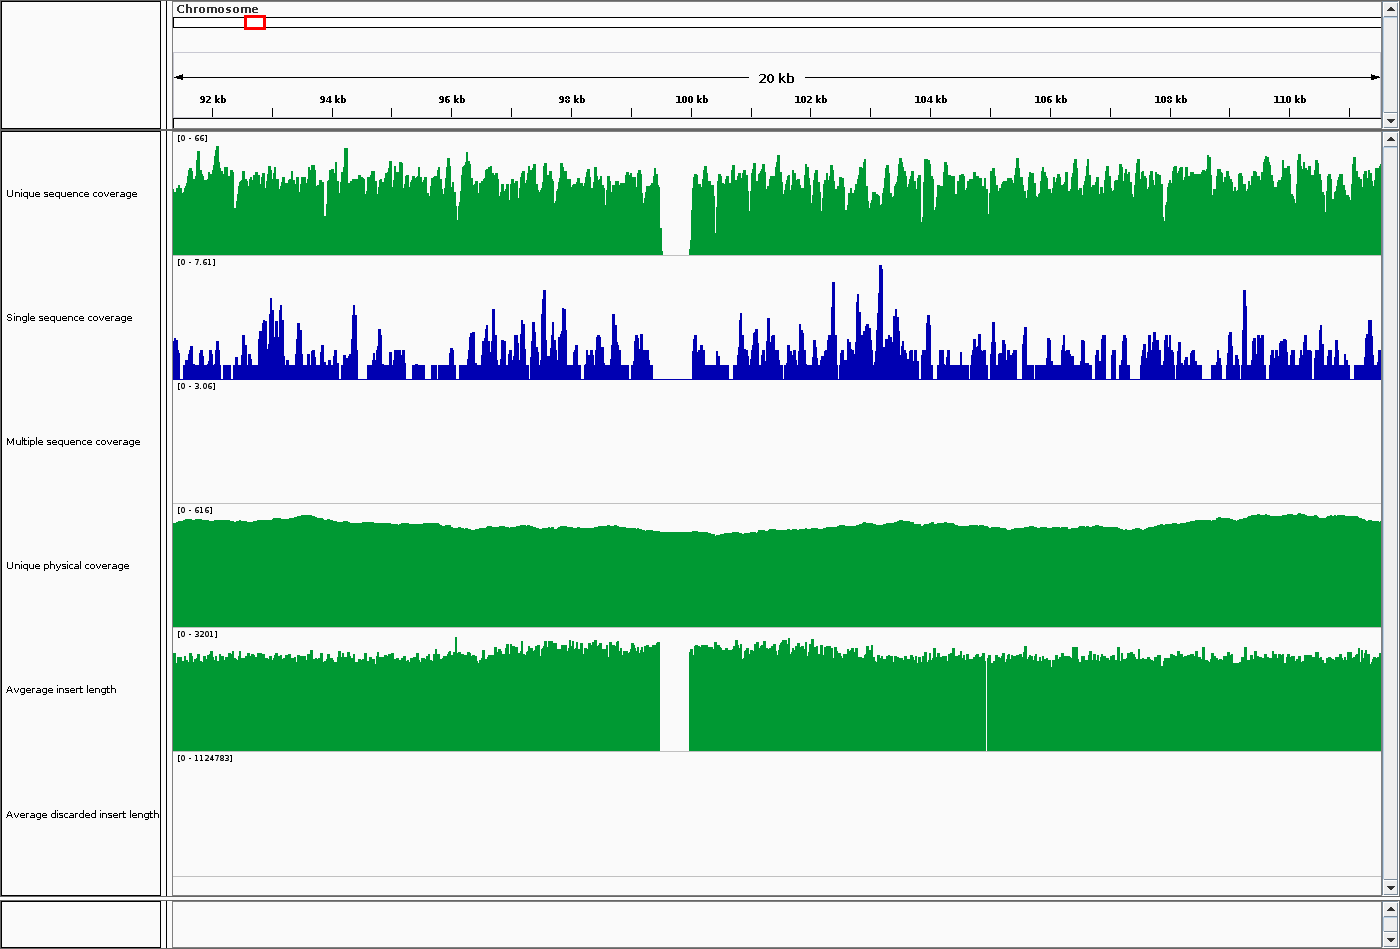 Chromosome
20 kb
92 kb 94 kb 96 kb 98 kb 100 kb 102 kb 104 kb 106 kb 108 kb 110 kb
[0 - 66]
Unique sequence coverage
[0 - 7.61]
Single sequence coverage
[0 - 3.06]
Multiple sequence coverage
[0 - 616]
Unique physical coverage
[0 - 3201]
Avgerage insert length
[0 - 1124783]
Average discarded insert length